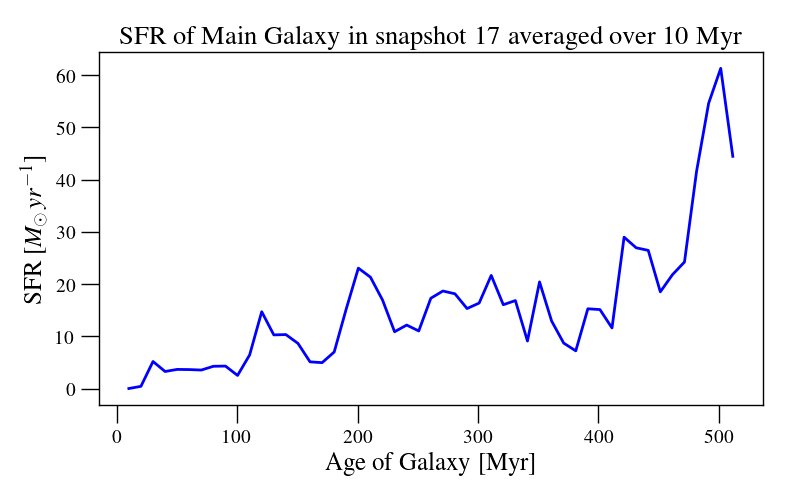 SFR of Main Galaxy in snapshot 17 averaged over 10 Myr
SFR [M⊙yr−1]
60
50
40
30
20
10
0
0 100 200 300 400 500
Age of Galaxy [Myr]